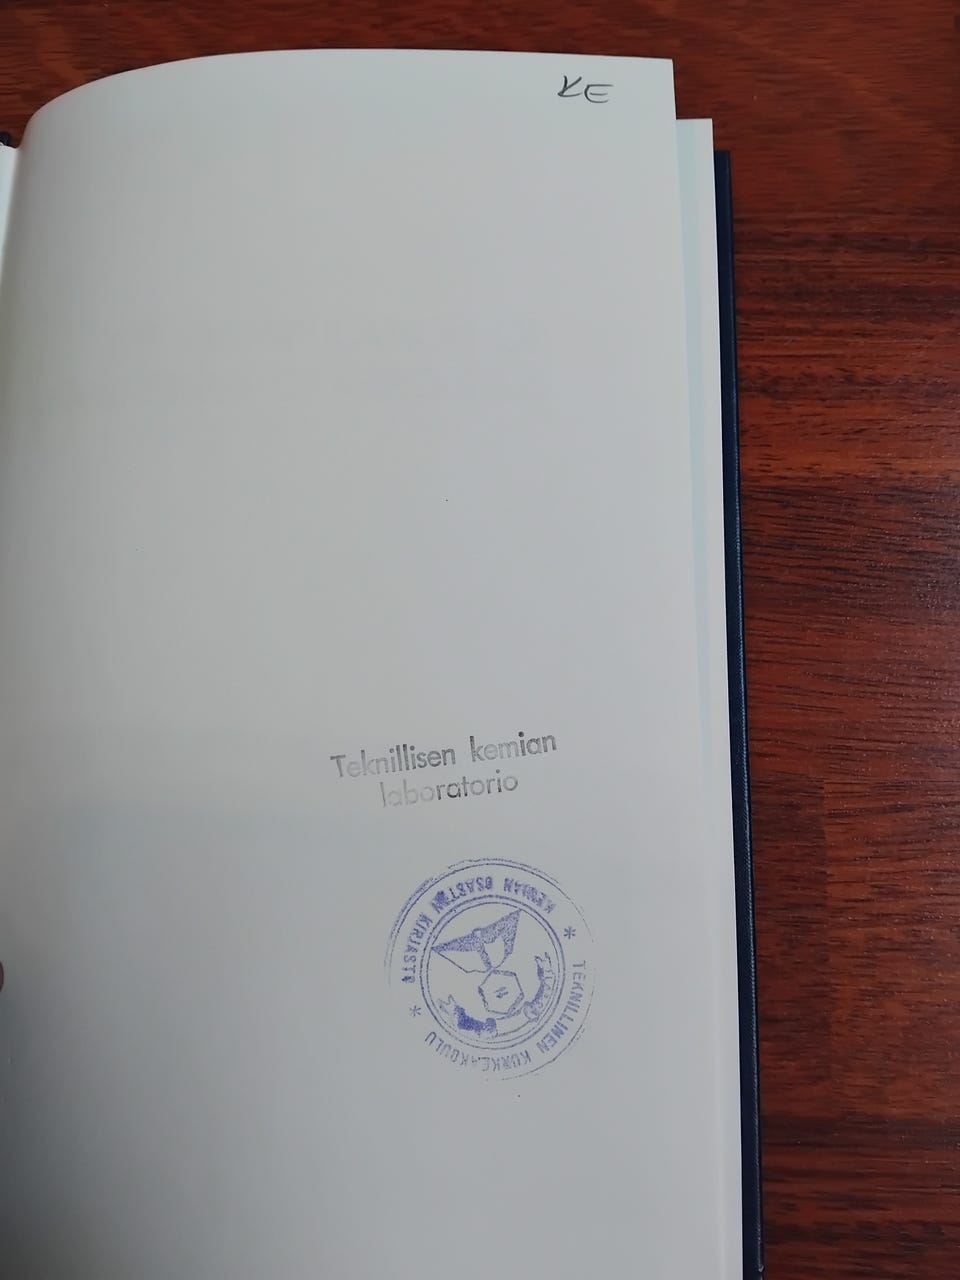 KE
Teknillisen kemian
laboratorio
TEKNILLINEN KORKEAKOULU
* KEMIAN OSASTON KIRJASTO *